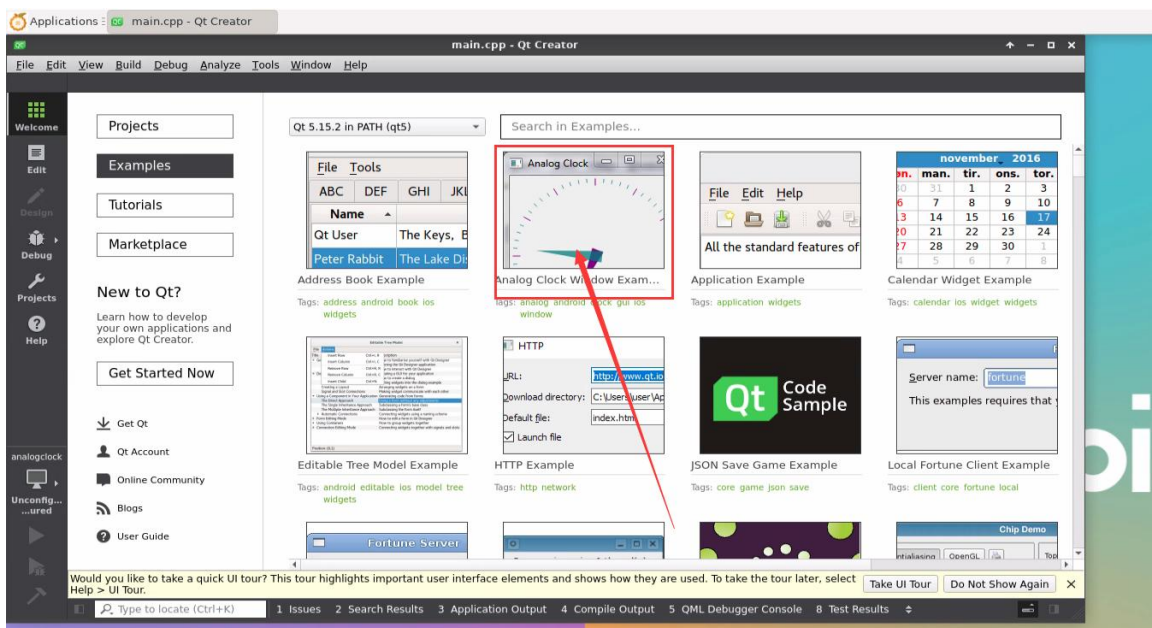 Applications
main.cpp - Qt Creator
main.cpp - Qt Creator
File Edit View Build Debug Analyze Tools Window Help
Welcome
Edit
Design
Debug
Projects
Help
analogclock
Unconfig...
...ured
Projects
Examples
Tutorials
Marketplace
New to Qt?
Learn how to develop
your own applications and
explore Qt Creator.
Get Started Now
Get Qt
Qt Account
Online Community
Blogs
User Guide
Qt 5.15.2 in PATH (qt5)
Search in Examples...
File Tools
ABC DEF GHI JKL
Name
Qt User The Keys, B
Peter Rabbit The Lake Dis
Address Book Example
Tags: address android book ios
widgets
Analog Clock
Analog Clock Window Exam...
Tags: analog android clock gui ios
window
File Edit Help
All the standard features of
Application Example
Tags: application widgets
november 2016
man. tir. ons. tor.
31 1 2 3
7 8 9 10
14 15 16 17
21 22 23 24
28 29 30 1
5 6 7 8
Calendar Widget Example
Tags: calendar ios widget widgets
Editable Tree Model Example
Tags: android editable ios model tree
widgets
HTTP
URL: http://www.qt.io
Download directory: C:\Users\user\Ap
Default file: index.html
Launch file
HTTP Example
Tags: http network
Qt Code
Sample
JSON Save Game Example
Tags: core game json save
Server name: fortune
This examples requires that
Local Fortune Client Example
Tags: client core fortune local
Fortune Server
Chip Demo
OpenGL
Would you like to take a quick UI tour? This tour highlights important user interface elements and shows how they are used. To take the tour later, select
Help > UI Tour.
Take UI Tour
Do Not Show Again
Type to locate (Ctrl+K)
1 Issues 2 Search Results 3 Application Output 4 Compile Output 5 QML Debugger Console 8 Test Results
pi